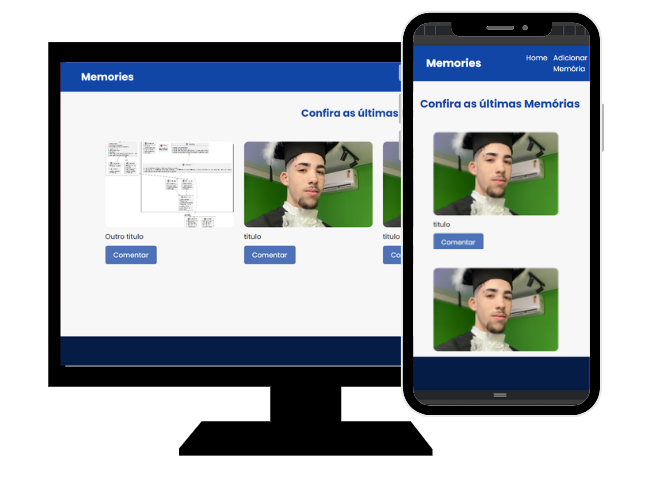 Memories
Confira as últimas
Outro titulo
titulo
titulo
Comentar
Comentar
Co
Memories
Home
Adicionar
Memória
Confira as últimas Memórias
titulo
Comentar